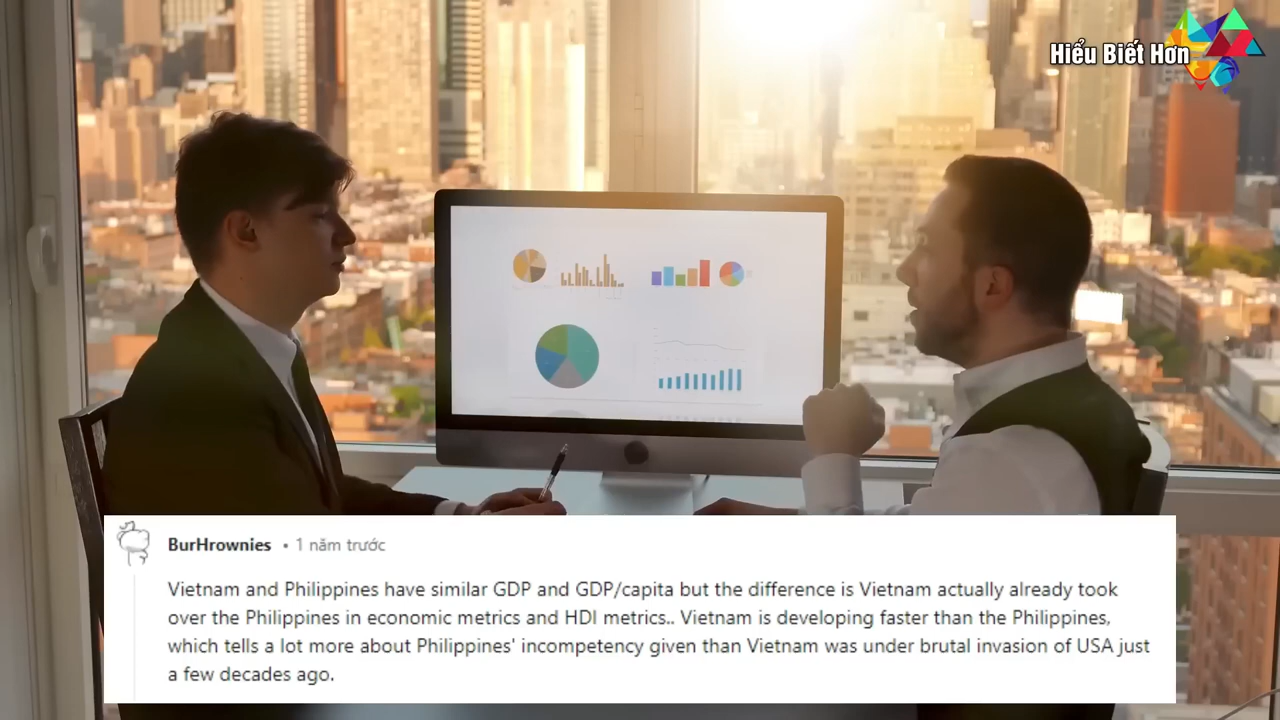 Hiểu Biết Hơn
BurHrownies • 1 năm trước
Vietnam and Philippines have similar GDP and GDP/capita but the difference is Vietnam actually already took
over the Philippines in economic metrics and HDI metrics.. Vietnam is developing faster than the Philippines,
which tells a lot more about Philippines' incompetency given than Vietnam was under brutal invasion of USA just
a few decades ago.